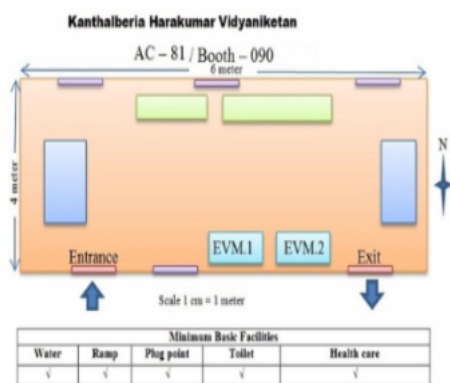 Kanthalberia Harakumar Vidyaniketan
AC – 81 / Booth – 090
6 meter
4 meter
N
EVM.1 EVM.2
Entrance Exit
Scale 1 cm = 1 meter
Minimum Basic Facilities
Water Ramp Plug point Toilet Health care
√ √ √ √ √